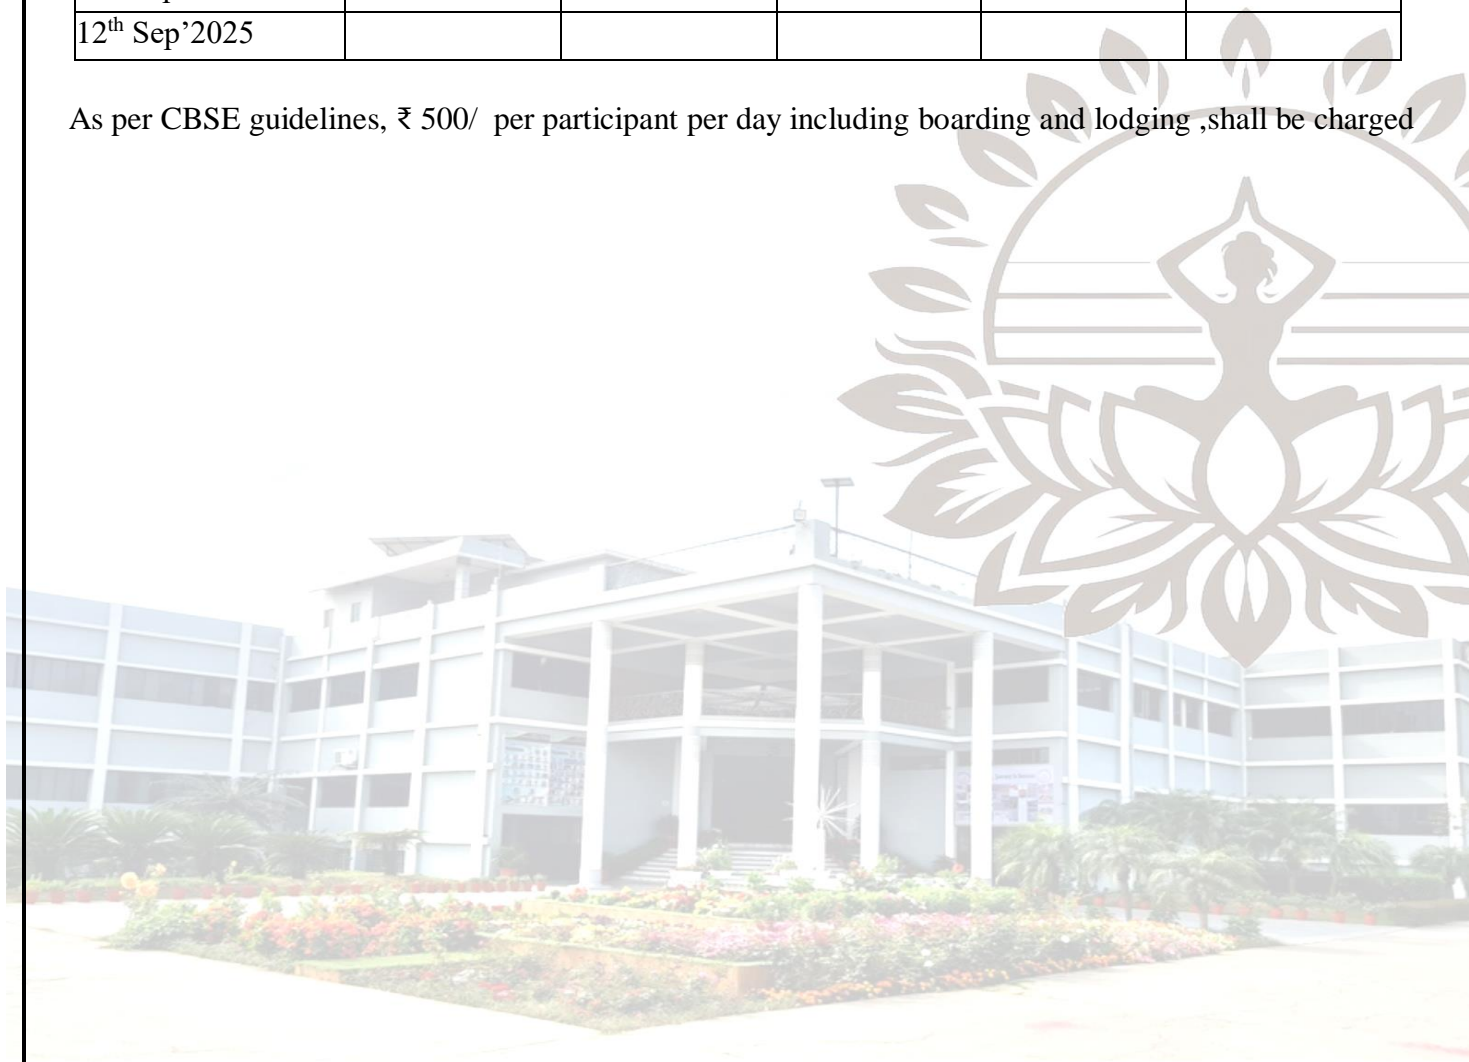 12th Sep’2025
As per CBSE guidelines, ₹ 500/  per participant per day including boarding and lodging ,shall be charged